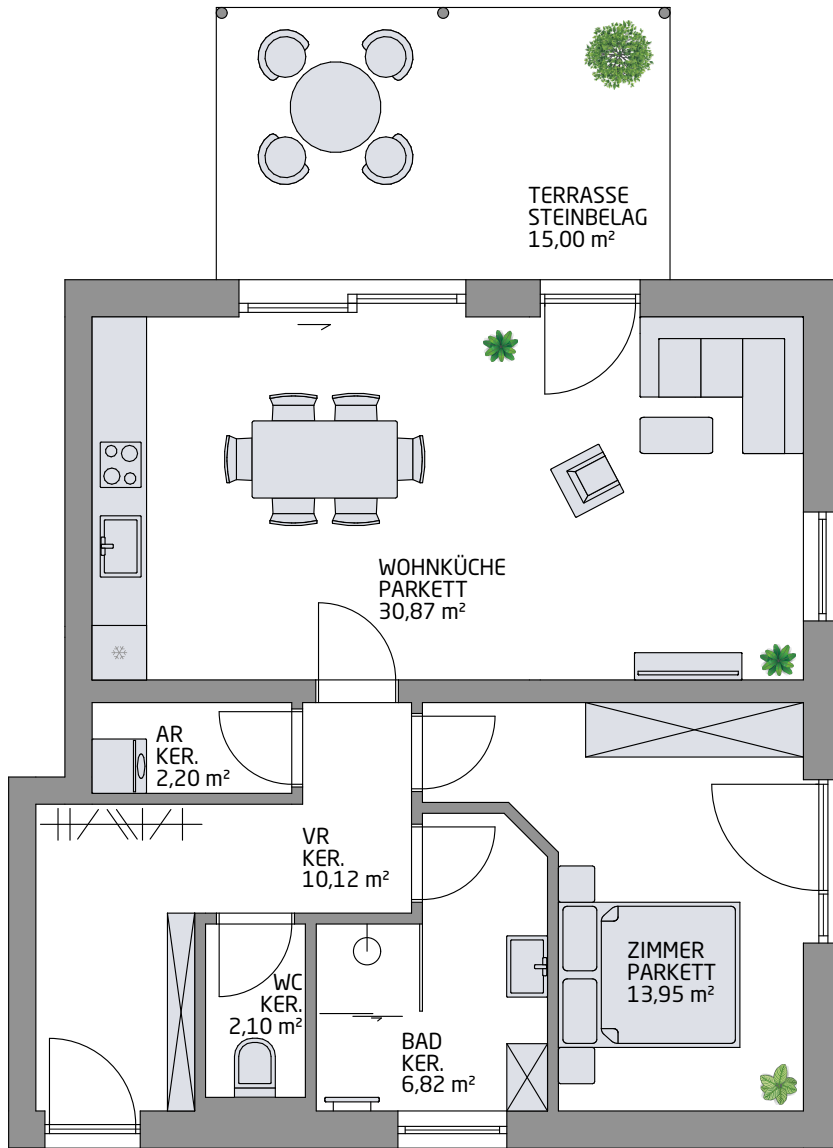 TERRASSE
STEINBELAG
15,00 m²
WOHNKÜCHE
PARKETT
30,87 m²
AR
KER.
2,20 m²
VR
KER.
10,12 m²
ZIMMER
PARKETT
13,95 m²
WC
KER.
2,10 m²
BAD
KER.
6,82 m²